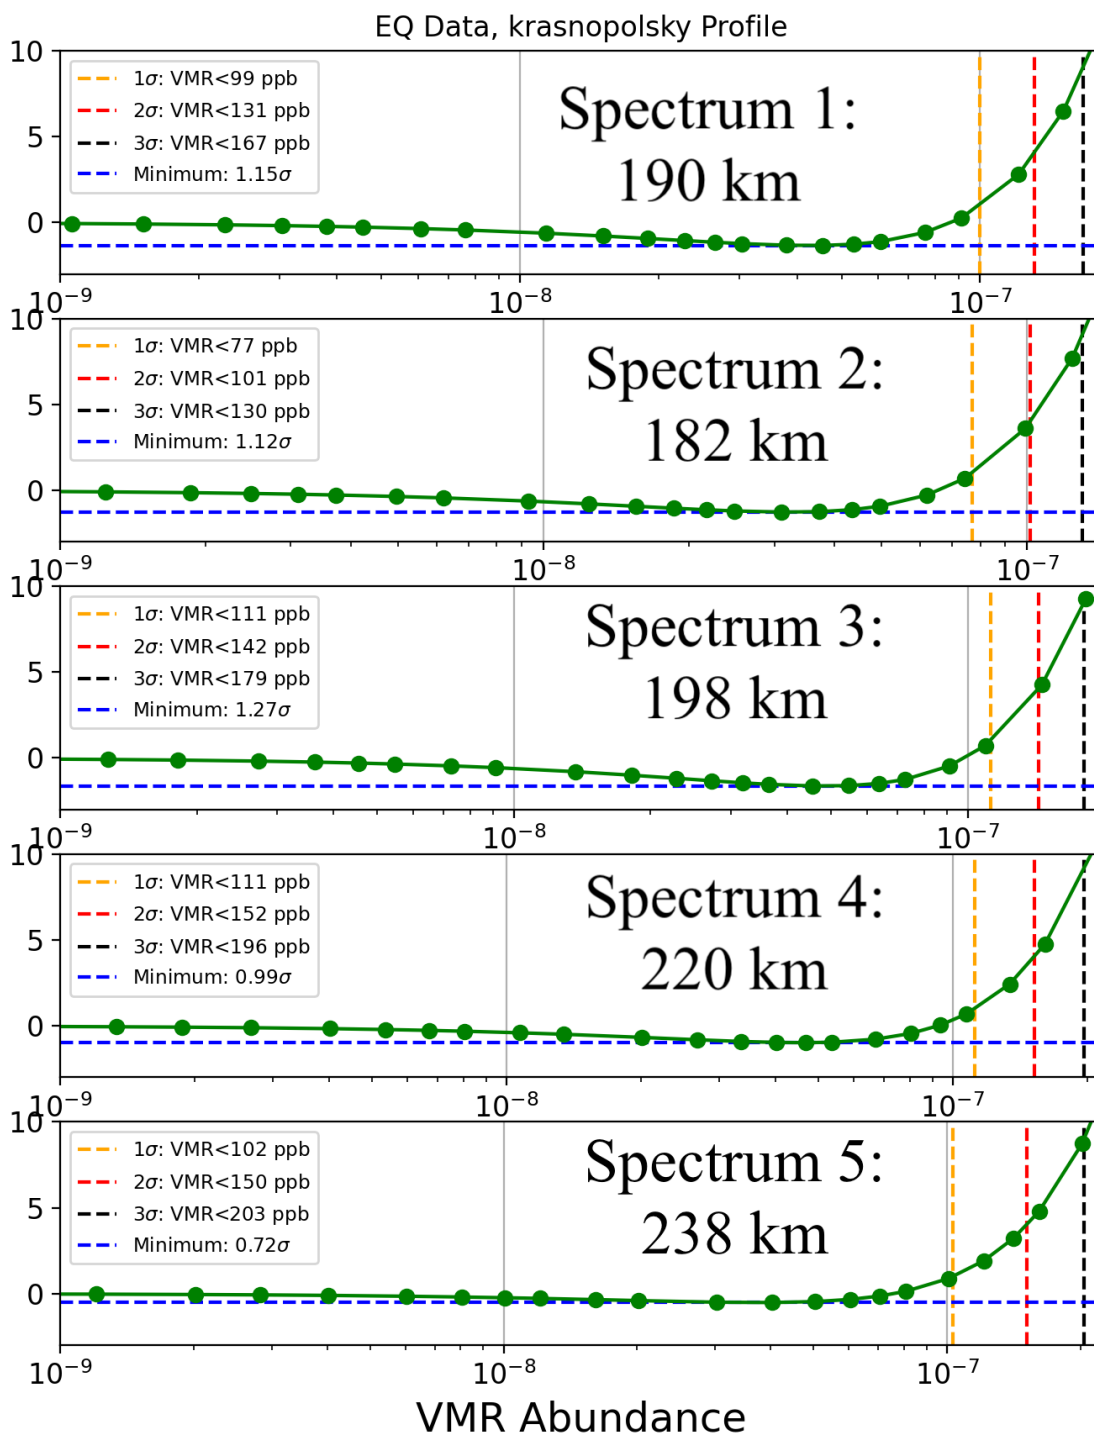 EQ Data, krasnopolsky Profile
10
5
0
1σ: VMR<99 ppb
2σ: VMR<131 ppb
3σ: VMR<167 ppb
Minimum: 1.15σ
Spectrum 1:
190 km
10⁻⁹
10⁻⁸
10⁻⁷
10
5
0
1σ: VMR<77 ppb
2σ: VMR<101 ppb
3σ: VMR<130 ppb
Minimum: 1.12σ
Spectrum 2:
182 km
10⁻⁹
10⁻⁸
10⁻⁷
10
5
0
1σ: VMR<111 ppb
2σ: VMR<142 ppb
3σ: VMR<179 ppb
Minimum: 1.27σ
Spectrum 3:
198 km
10⁻⁹
10⁻⁸
10⁻⁷
10
5
0
1σ: VMR<111 ppb
2σ: VMR<152 ppb
3σ: VMR<196 ppb
Minimum: 0.99σ
Spectrum 4:
220 km
10⁻⁹
10⁻⁸
10⁻⁷
10
5
0
1σ: VMR<102 ppb
2σ: VMR<150 ppb
3σ: VMR<203 ppb
Minimum: 0.72σ
Spectrum 5:
238 km
10⁻⁹
10⁻⁸
10⁻⁷
VMR Abundance